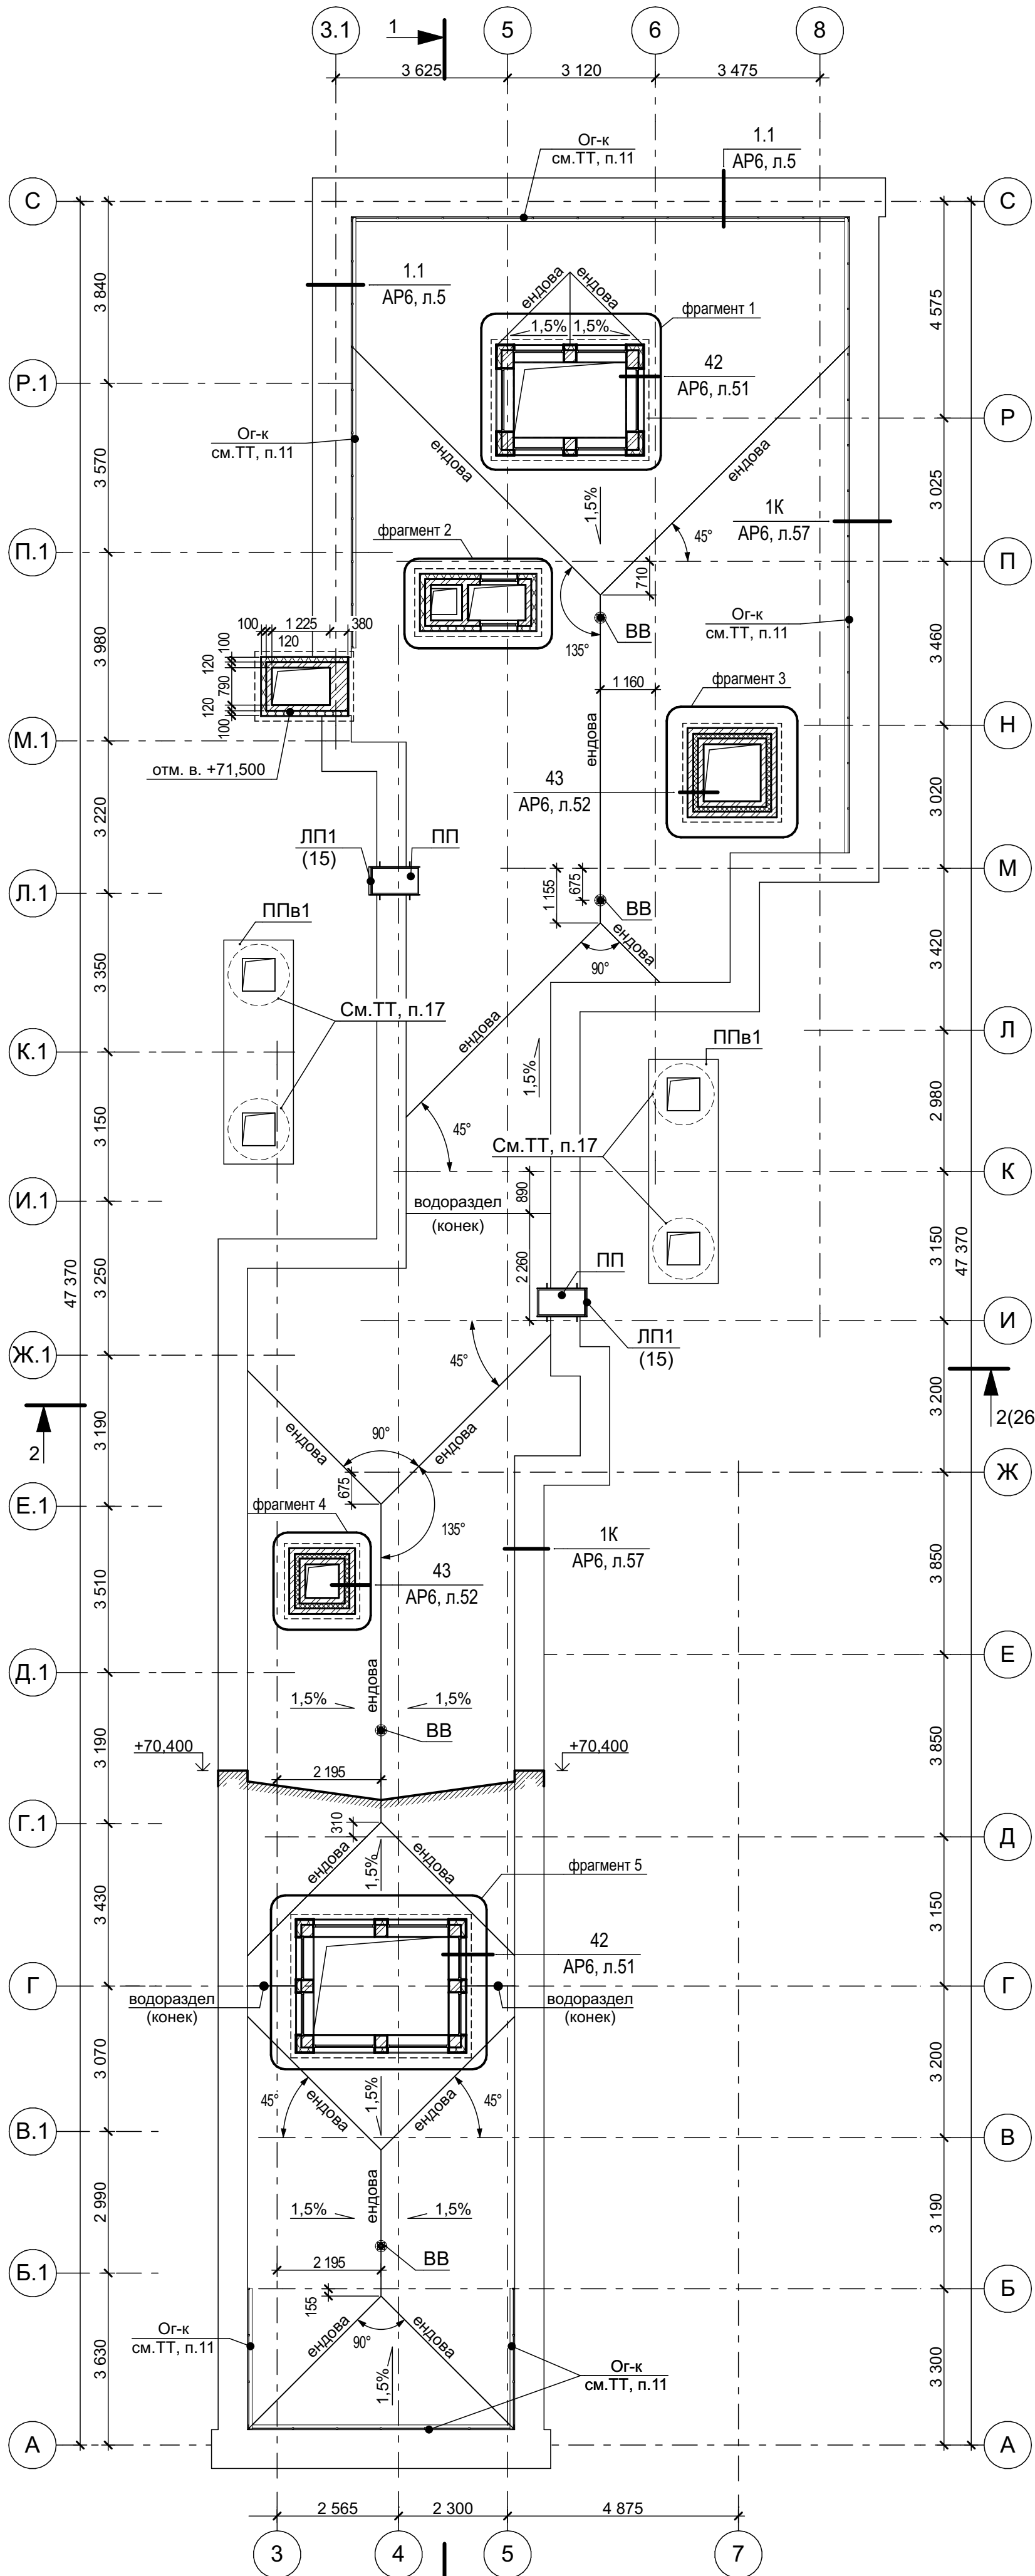 3.1
1
5
6
8
3 625
3 120
3 475
Ог-к
см.ТТ, п.11
1.1
АР6, л.5
С
С
1.1
АР6, л.5
ендова
ендова
фрагмент 1
1,5%
1,5%
3 840
4 575
42
АР6, л.51
Р.1
Р
Ог-к
см.ТТ, п.11
ендова
ендова
3 570
3 025
1,5%
1К
АР6, л.57
45°
фрагмент 2
П.1
П
710
100
1 225
380
120
100
120
790
120
100
ВВ
135°
Ог-к
см.ТТ, п.11
3 980
3 460
1 160
фрагмент 3
Н
М.1
отм. в. +71,500
ендова
43
АР6, л.52
3 220
3 020
ЛП1
(15)
ПП
М
Л.1
1 155
675
ВВ
ППв1
ендова
90°
3 350
3 420
См.ТТ, п.17
ендова
Л
К.1
ППв1
1,5%
3 150
2 980
45°
См.ТТ, п.17
К
И.1
890
водораздел
(конек)
47 370
3 250
2 260
3 150
47 370
ПП
И
ЛП1
(15)
Ж.1
45°
3 200
2
2(26
3 190
90°
ендова
ендова
Ж
675
Е.1
фрагмент 4
135°
1К
АР6, л.57
3 850
3 510
43
АР6, л.52
Е
Д.1
ендова
1,5%
1,5%
ВВ
3 190
3 850
+70,400
+70,400
2 195
Г.1
310
Д
ендова
1,5%
ендова
фрагмент 5
3 430
3 150
42
АР6, л.51
Г
Г
водораздел
(конек)
водораздел
(конек)
3 070
3 200
45°
ендова
1,5%
ендова
45°
В.1
В
ендова
2 990
3 190
1,5%
1,5%
ВВ
Б.1
2 195
Б
155
Ог-к
см.ТТ, п.11
ендова
90°
ендова
3 630
3 300
1,5%
Ог-к
см.ТТ, п.11
А
А
2 565
2 300
4 875
3
4
5
7